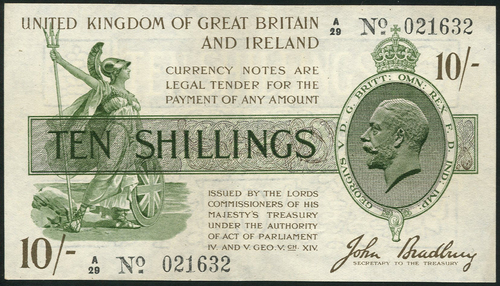 UNITED KINGDOM OF GREAT BRITAIN
AND IRELAND
A/29 No 021632
CURRENCY NOTES ARE
LEGAL TENDER FOR THE
PAYMENT OF ANY AMOUNT
10/-
GEORGIVS V D. G. BRITT: OMN: REX F. D. IND: IMP:
TEN SHILLINGS
ISSUED BY THE LORDS
COMMISSIONERS OF HIS
MAJESTY'S TREASURY
UNDER THE AUTHORITY
OF ACT OF PARLIAMENT
IV. AND V. GEO. V. CH. XIV.
10/-
A/29 No 021632
John Bradbury
SECRETARY TO THE TREASURY